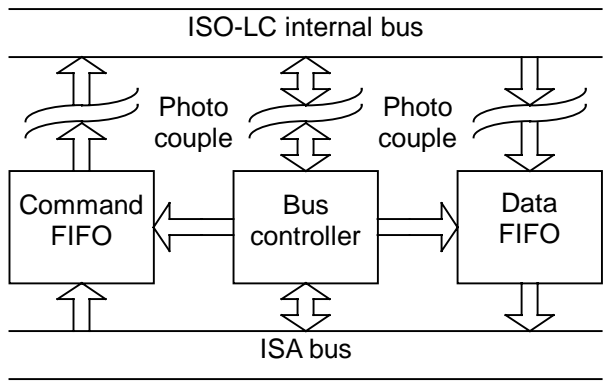 ISO-LC internal bus
Photo
couple
Photo
couple
Command
FIFO
Bus
controller
Data
FIFO
ISA bus